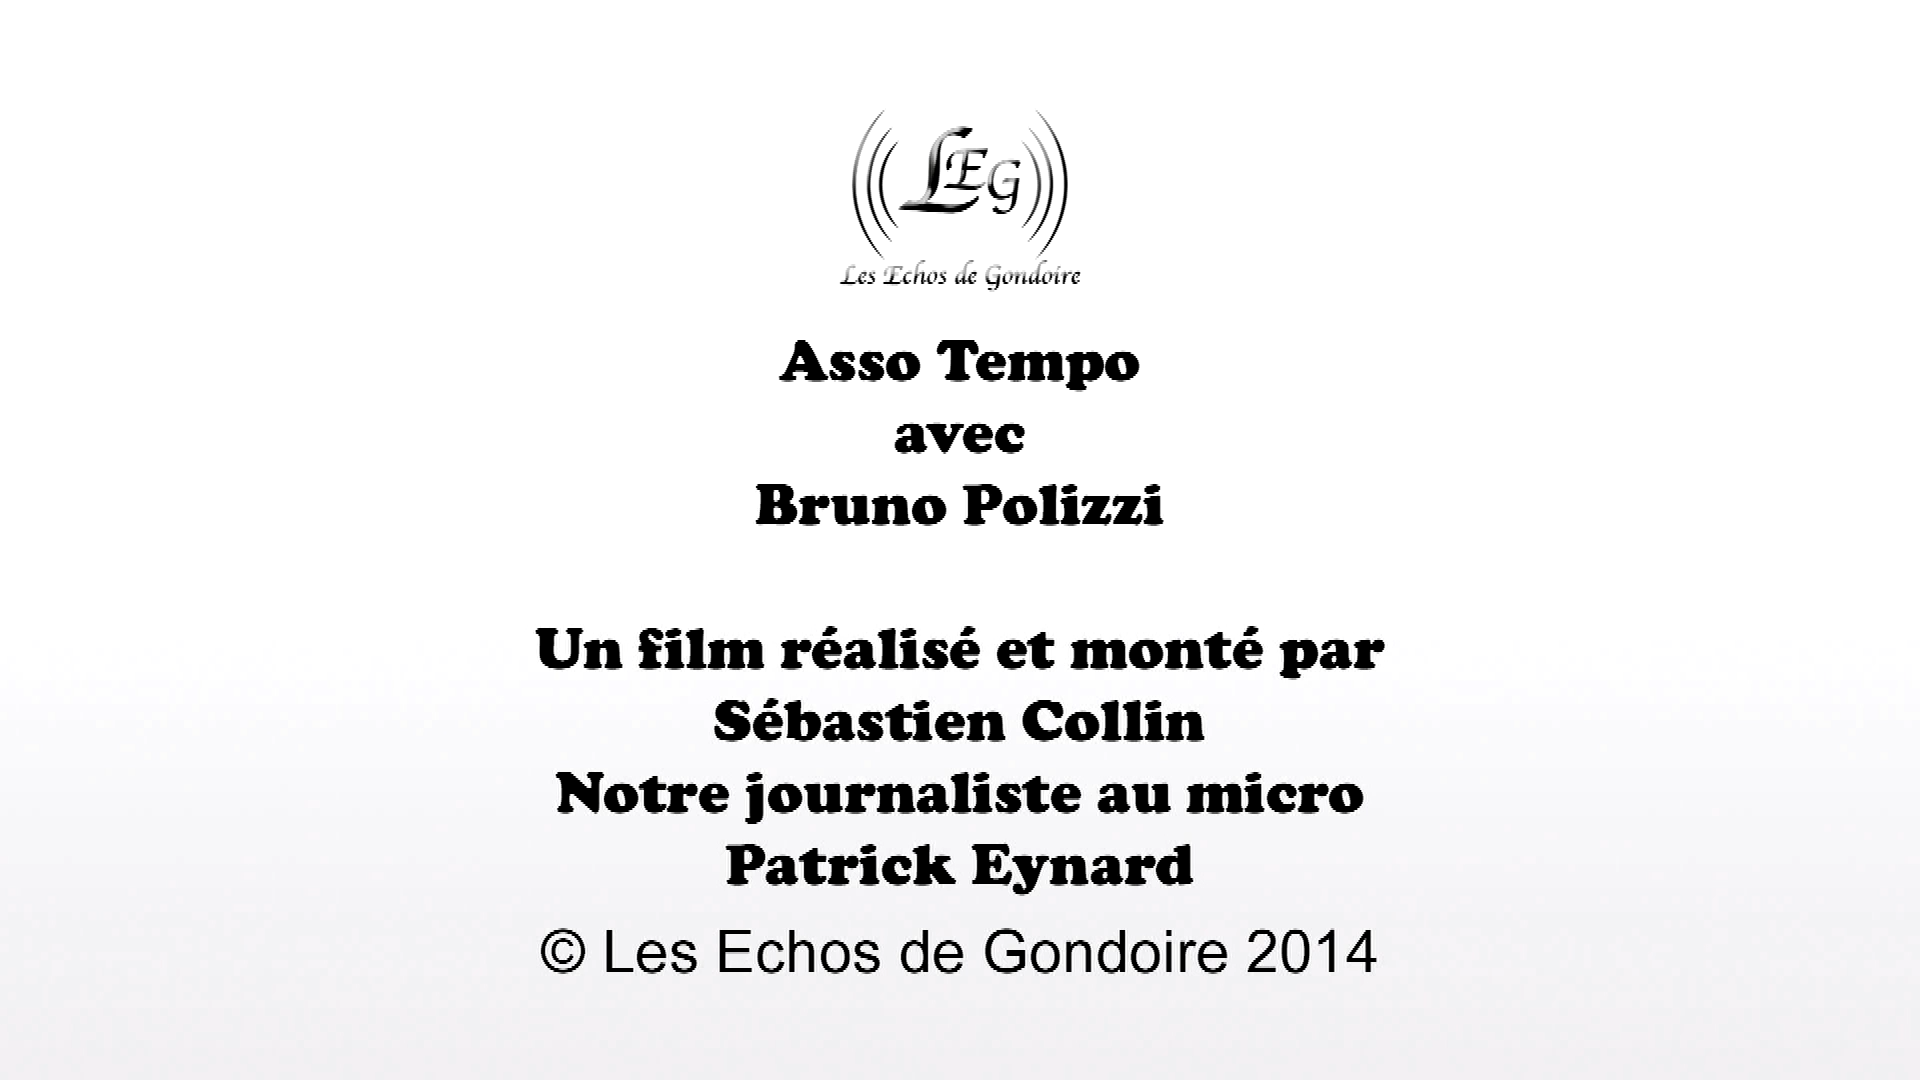 LEG
Les Echos de Gondoire
Asso Tempo
avec
Bruno Polizzi
Un film réalisé et monté par
Sébastien Collin
Notre journaliste au micro
Patrick Eynard
© Les Echos de Gondoire 2014